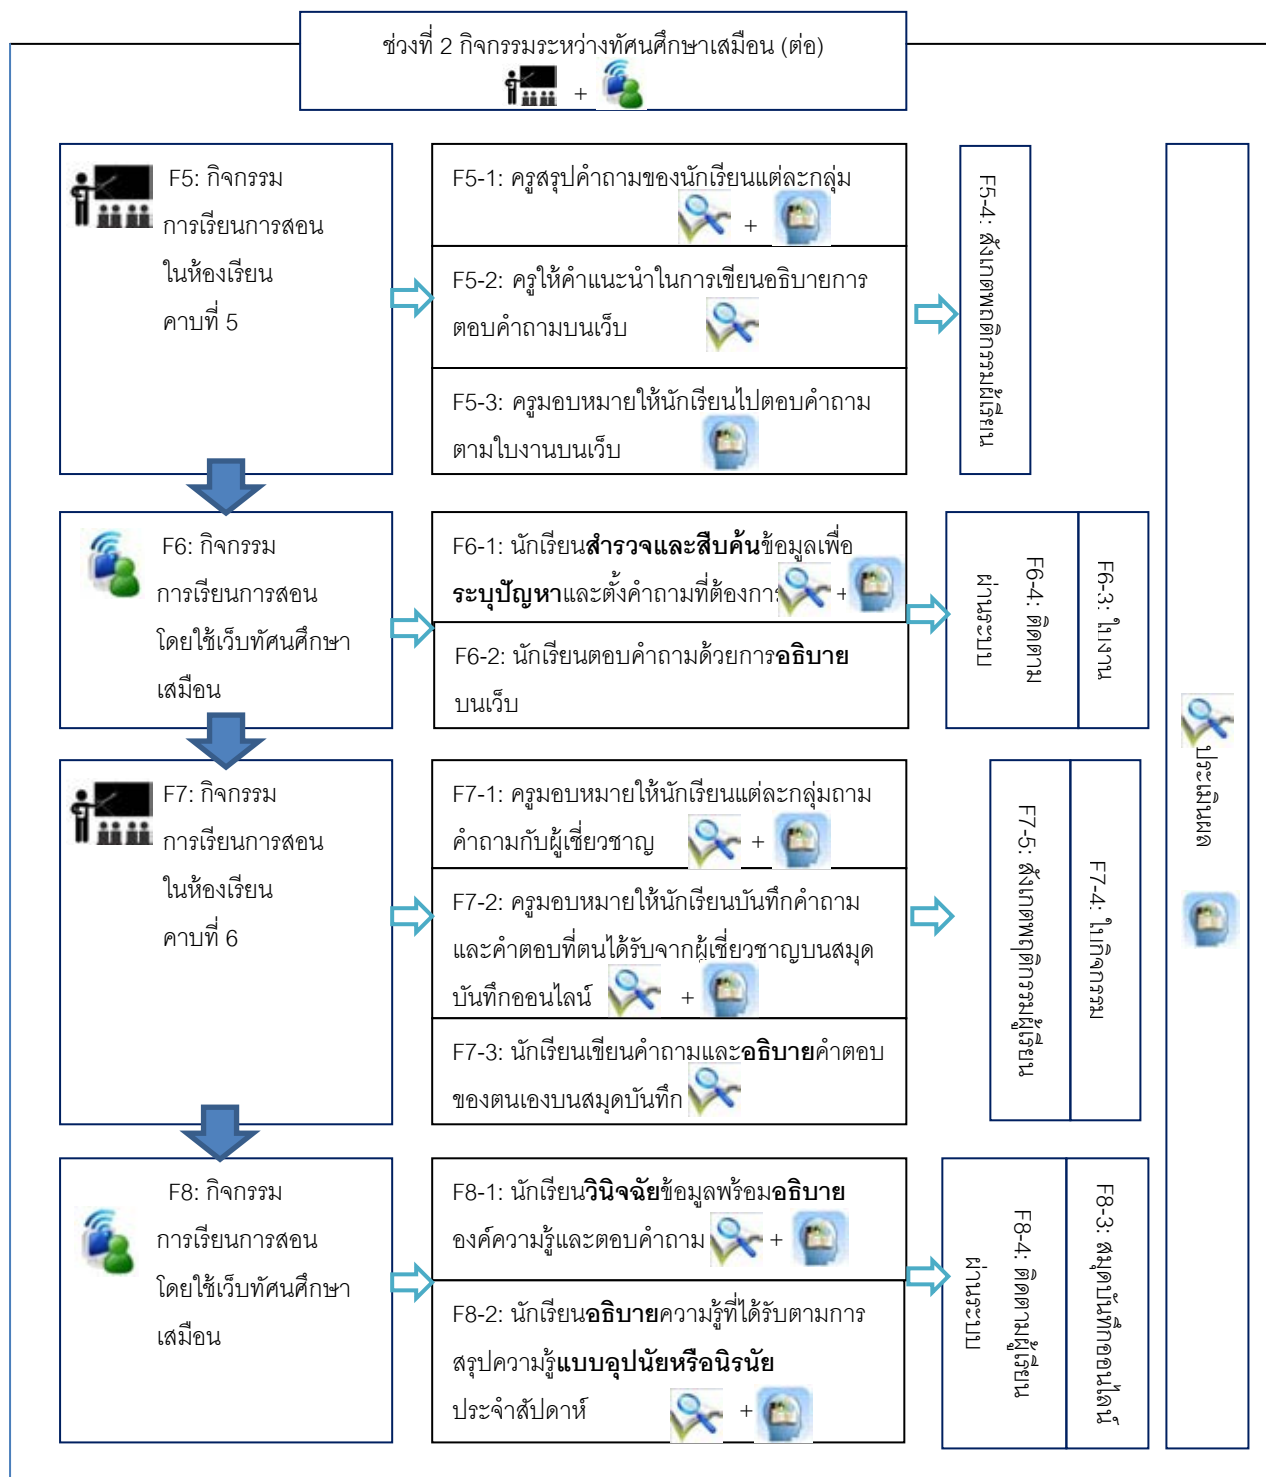 ช่วงที่ 2 กิจกรรมระหว่างทัศนศึกษาเสมือน (ต่อ)
+
F5: กิจกรรม
การเรียนการสอน
ในห้องเรียน
คาบที่ 5
F5-1: ครูสรุปคำถามของนักเรียนแต่ละกลุ่ม
+
F5-2: ครูให้คำแนะนำในการเขียนอธิบายการ
ตอบคำถามบนเว็บ
F5-3: ครูมอบหมายให้นักเรียนไปตอบคำถาม
ตามใบงานบนเว็บ
F5-4: สังเกตพฤติกรรมผู้เรียน
F6: กิจกรรม
การเรียนการสอน
โดยใช้เว็บทัศนศึกษา
เสมือน
F6-1: นักเรียนสำรวจและสืบค้นข้อมูลเพื่อ
ระบุปัญหาและตั้งคำถามที่ต้องการ
+
F6-2: นักเรียนตอบคำถามด้วยการอธิบาย
บนเว็บ
F6-3: ใบงาน
F6-4: ติดตาม
ผ่านระบบ
F7: กิจกรรม
การเรียนการสอน
ในห้องเรียน
คาบที่ 6
F7-1: ครูมอบหมายให้นักเรียนแต่ละกลุ่มถาม
คำถามกับผู้เชี่ยวชาญ +
F7-2: ครูมอบหมายให้นักเรียนบันทึกคำถาม
และคำตอบที่ตนได้รับจากผู้เชี่ยวชาญบนสมุด
บันทึกออนไลน์ +
F7-3: นักเรียนเขียนคำถามและอธิบายคำตอบ
ของตนเองบนสมุดบันทึก
F7-4: ใบกิจกรรม
F7-5: สังเกตพฤติกรรมผู้เรียน
F8: กิจกรรม
การเรียนการสอน
โดยใช้เว็บทัศนศึกษา
เสมือน
F8-1: นักเรียนวินิจฉัยข้อมูลพร้อมอธิบาย
องค์ความรู้และตอบคำถาม +
F8-2: นักเรียนอธิบายความรู้ที่ได้รับตามการ
สรุปความรู้แบบอุปนัยหรือนิรนัย
ประจำสัปดาห์ +
F8-3: สมุดบันทึกออนไลน์
F8-4: ติดตามผู้เรียน
ผ่านระบบ
ประเมินผล